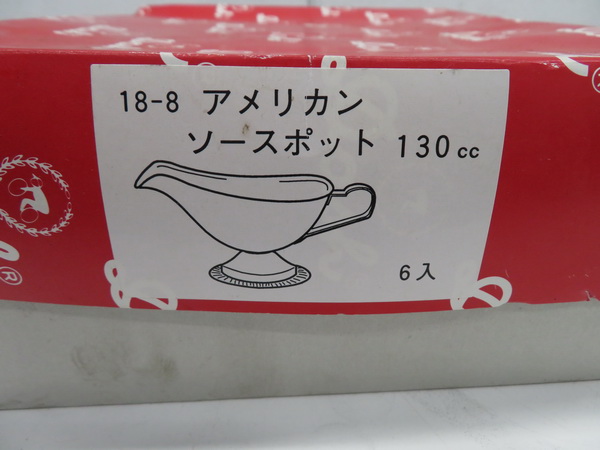 18-8 アメリカン
ソースポット 130cc
6入
®